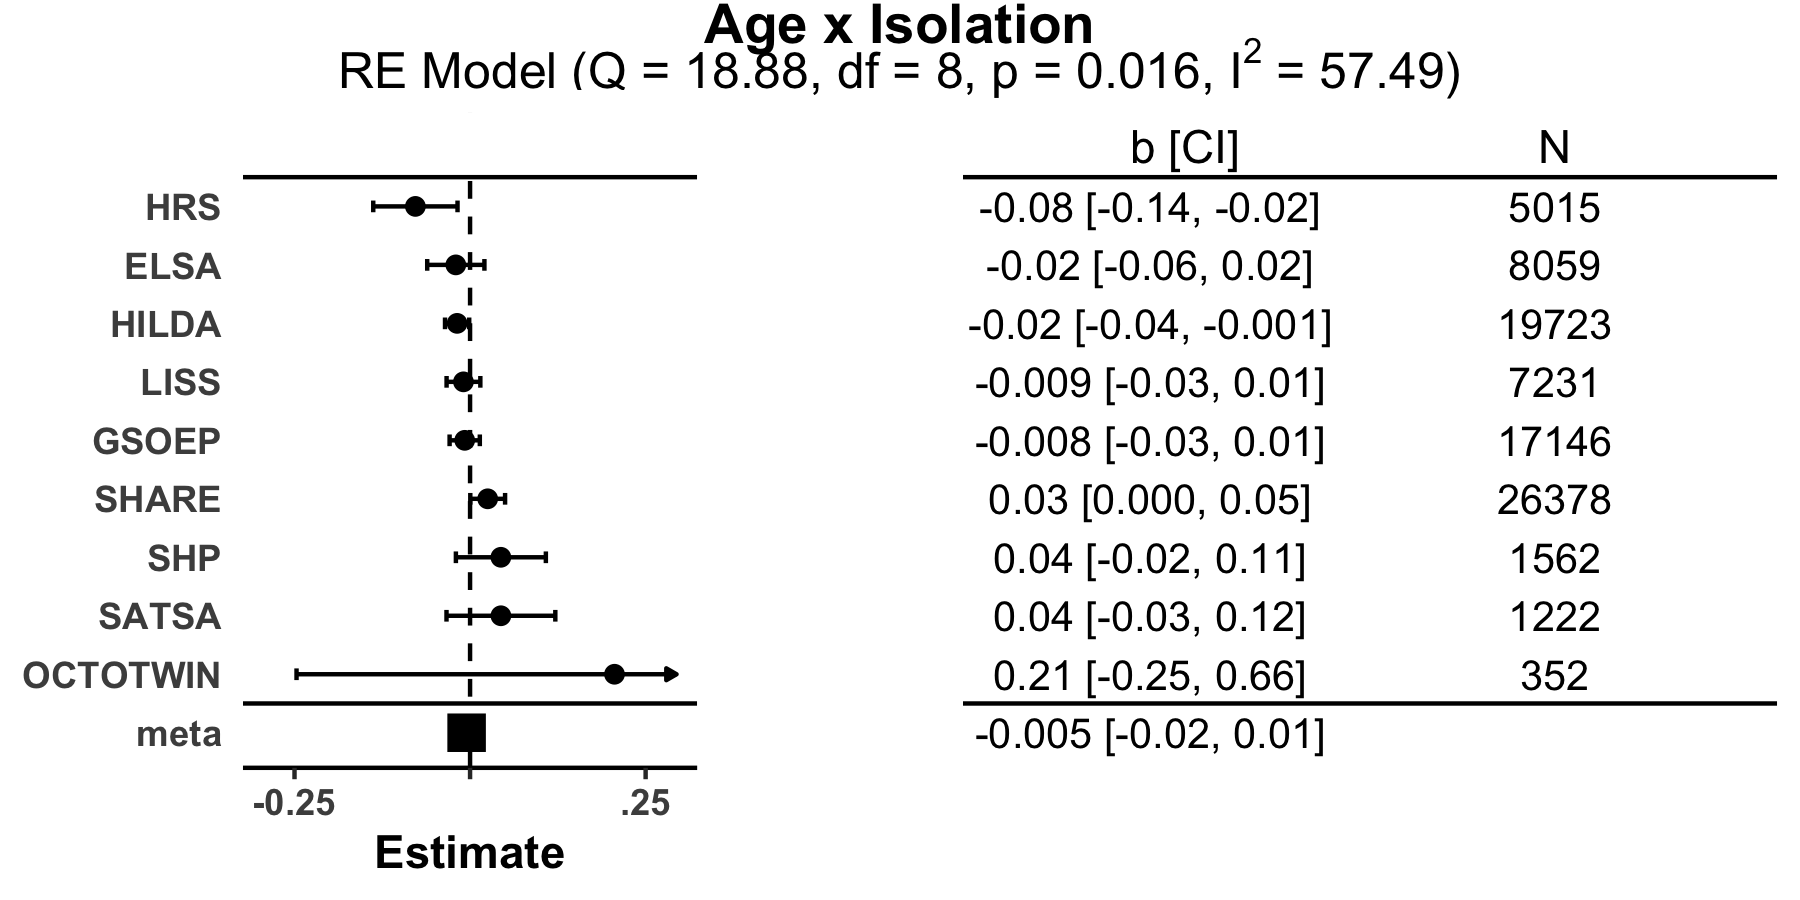 Age x Isolation
RE Model (Q = 18.88, df = 8, p = 0.016, I² = 57.49)
b [CI] N
HRS -0.08 [-0.14, -0.02] 5015
ELSA -0.02 [-0.06, 0.02] 8059
HILDA -0.02 [-0.04, -0.001] 19723
LISS -0.009 [-0.03, 0.01] 7231
GSOEP -0.008 [-0.03, 0.01] 17146
SHARE 0.03 [0.000, 0.05] 26378
SHP 0.04 [-0.02, 0.11] 1562
SATSA 0.04 [-0.03, 0.12] 1222
OCTOTWIN 0.21 [-0.25, 0.66] 352
meta -0.005 [-0.02, 0.01]
-0.25 .25
Estimate